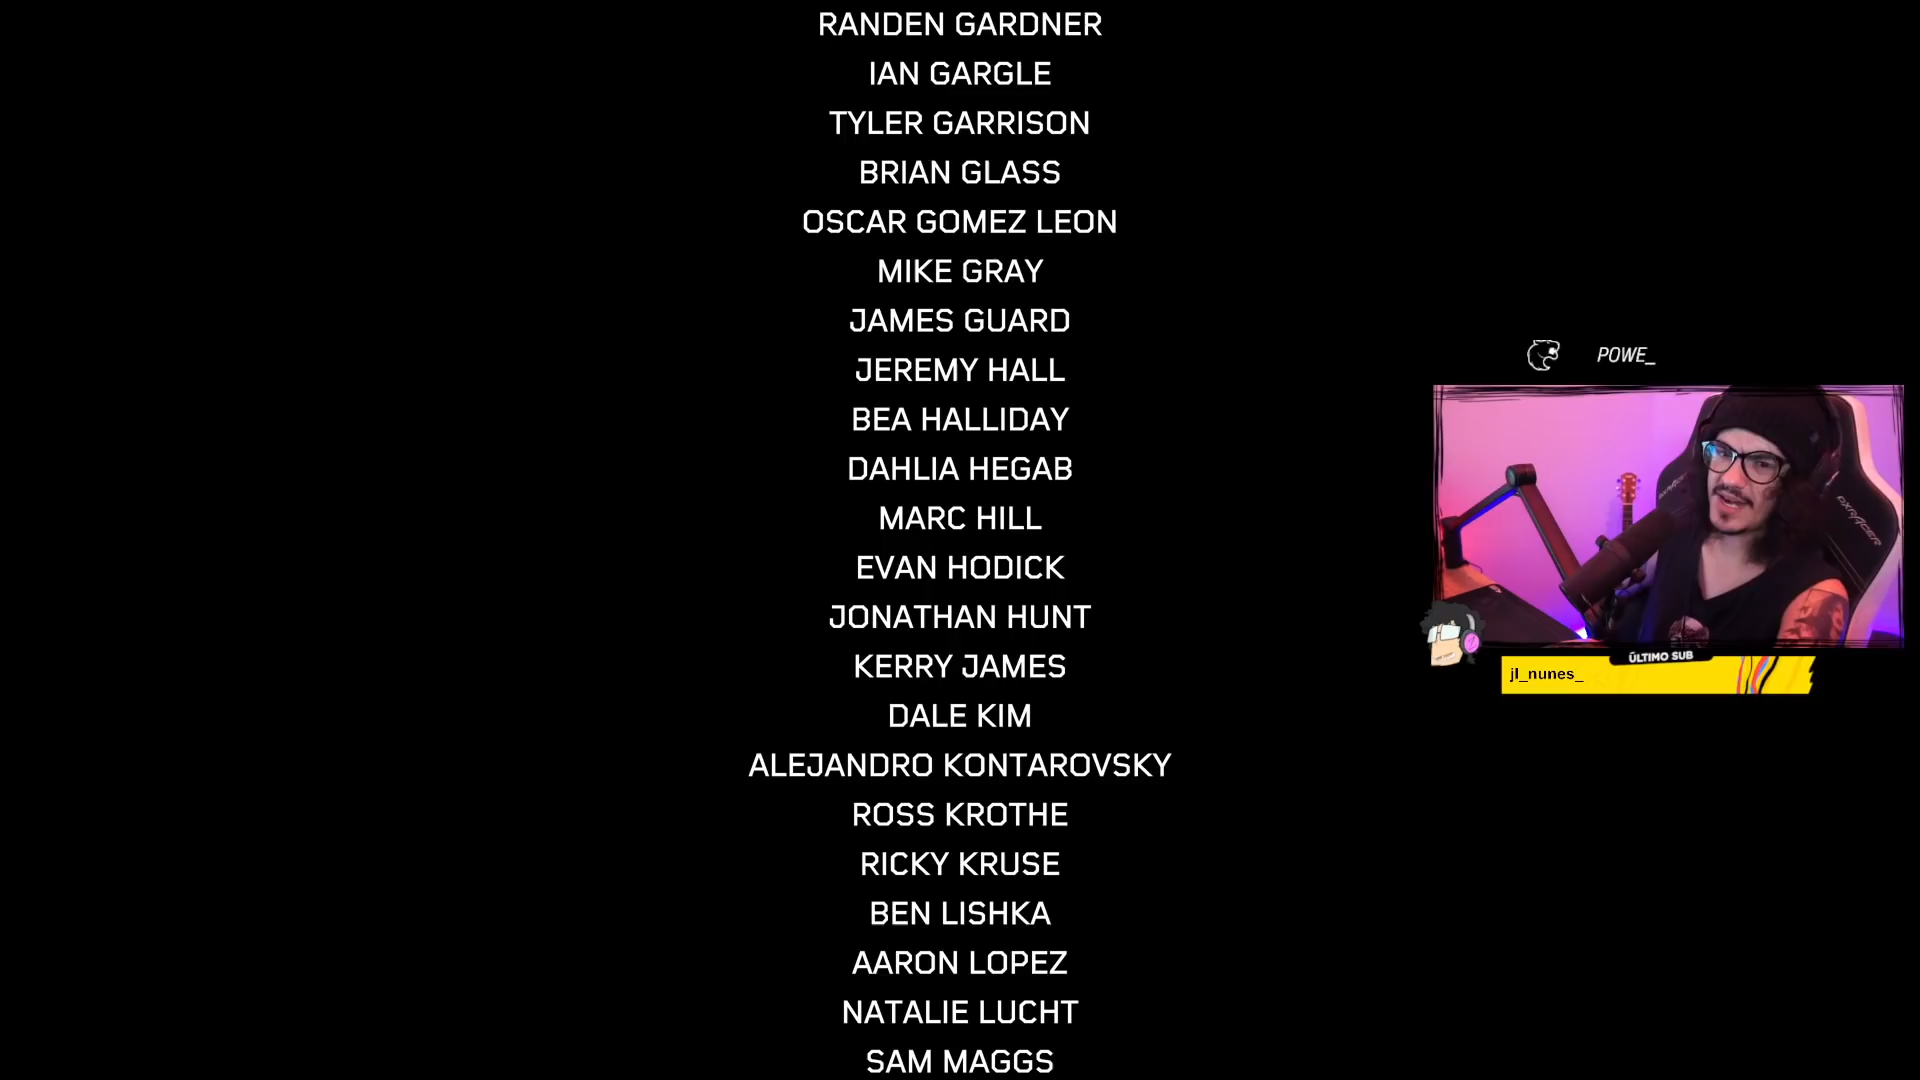 RANDEN GARDNER
IAN GARGLE
TYLER GARRISON
BRIAN GLASS
OSCAR GOMEZ LEON
MIKE GRAY
JAMES GUARD
JEREMY HALL
BEA HALLIDAY
DAHLIA HEGAB
MARC HILL
EVAN HODICK
JONATHAN HUNT
KERRY JAMES
DALE KIM
ALEJANDRO KONTAROVSKY
ROSS KROTHE
RICKY KRUSE
BEN LISHKA
AARON LOPEZ
NATALIE LUCHT
SAM MAGGS
POWE_
DXRACER
ÚLTIMO SUB
jl_nunes_